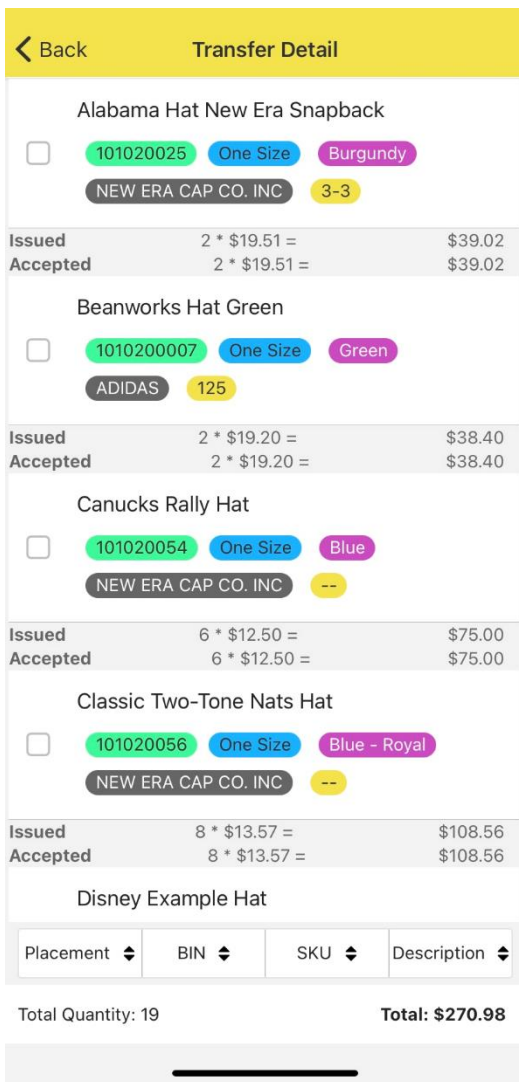 Back Transfer Detail
Alabama Hat New Era Snapback
101020025 One Size Burgundy
NEW ERA CAP CO. INC 3-3
Issued 2 * $19.51 = $39.02
Accepted 2 * $19.51 = $39.02
Beanworks Hat Green
1010200007 One Size Green
ADIDAS 125
Issued 2 * $19.20 = $38.40
Accepted 2 * $19.20 = $38.40
Canucks Rally Hat
101020054 One Size Blue
NEW ERA CAP CO. INC --
Issued 6 * $12.50 = $75.00
Accepted 6 * $12.50 = $75.00
Classic Two-Tone Nats Hat
101020056 One Size Blue - Royal
NEW ERA CAP CO. INC --
Issued 8 * $13.57 = $108.56
Accepted 8 * $13.57 = $108.56
Disney Example Hat
Placement BIN SKU Description
Total Quantity: 19 Total: $270.98